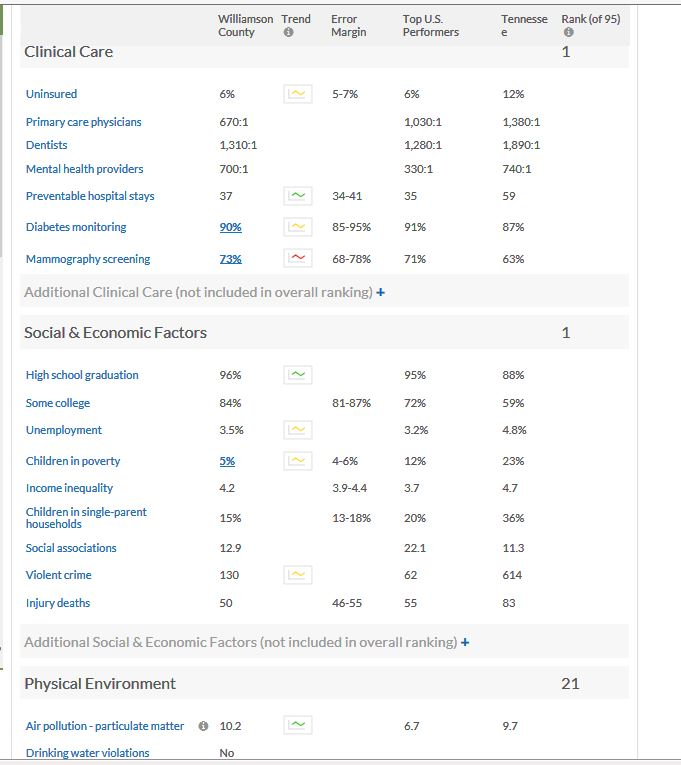 Williamson County Trend Error Margin Top U.S. Performers Tennesse e Rank (of 95)
Clinical Care 1
Uninsured 6% 5-7% 6% 12%
Primary care physicians 670:1 1,030:1 1,380:1
Dentists 1,310:1 1,280:1 1,890:1
Mental health providers 700:1 330:1 740:1
Preventable hospital stays 37 34-41 35 59
Diabetes monitoring 90% 85-95% 91% 87%
Mammography screening 73% 68-78% 71% 63%
Additional Clinical Care (not included in overall ranking) +
Social & Economic Factors 1
High school graduation 96% 95% 88%
Some college 84% 81-87% 72% 59%
Unemployment 3.5% 3.2% 4.8%
Children in poverty 5% 4-6% 12% 23%
Income inequality 4.2 3.9-4.4 3.7 4.7
Children in single-parent households 15% 13-18% 20% 36%
Social associations 12.9 22.1 11.3
Violent crime 130 62 614
Injury deaths 50 46-55 55 83
Additional Social & Economic Factors (not included in overall ranking) +
Physical Environment 21
Air pollution - particulate matter 10.2 6.7 9.7
Drinking water violations No